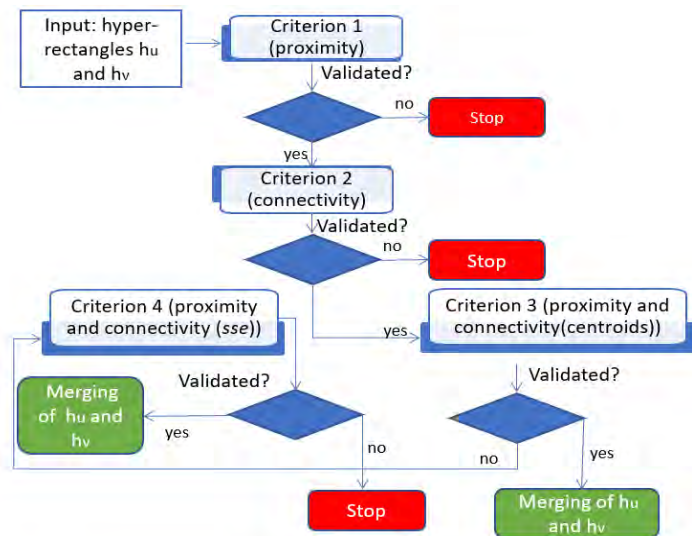 Input: hyper-
rectangles hu
and hv
Criterion 1
(proximity)
Validated?
no
Stop
yes
Criterion 2
(connectivity)
Validated?
no
Stop
Criterion 4 (proximity
and connectivity (sse))
yes
Criterion 3 (proximity and
connectivity(centroids))
Validated?
Validated?
Merging
of hu and
hv
yes
no
no
yes
Stop
Merging of hu
and hv